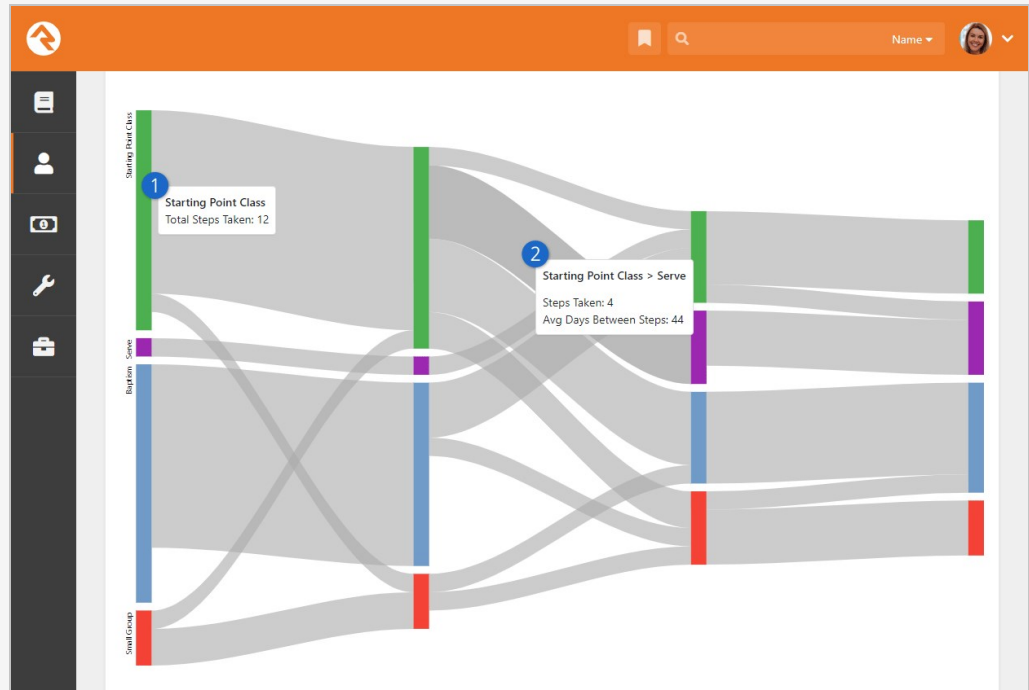 Name
Starting Point Class
1
Starting Point Class
Total Steps Taken: 12
2
Starting Point Class > Serve
Steps Taken: 4
Avg Days Between Steps: 44
Serve
Baptism
Small Group